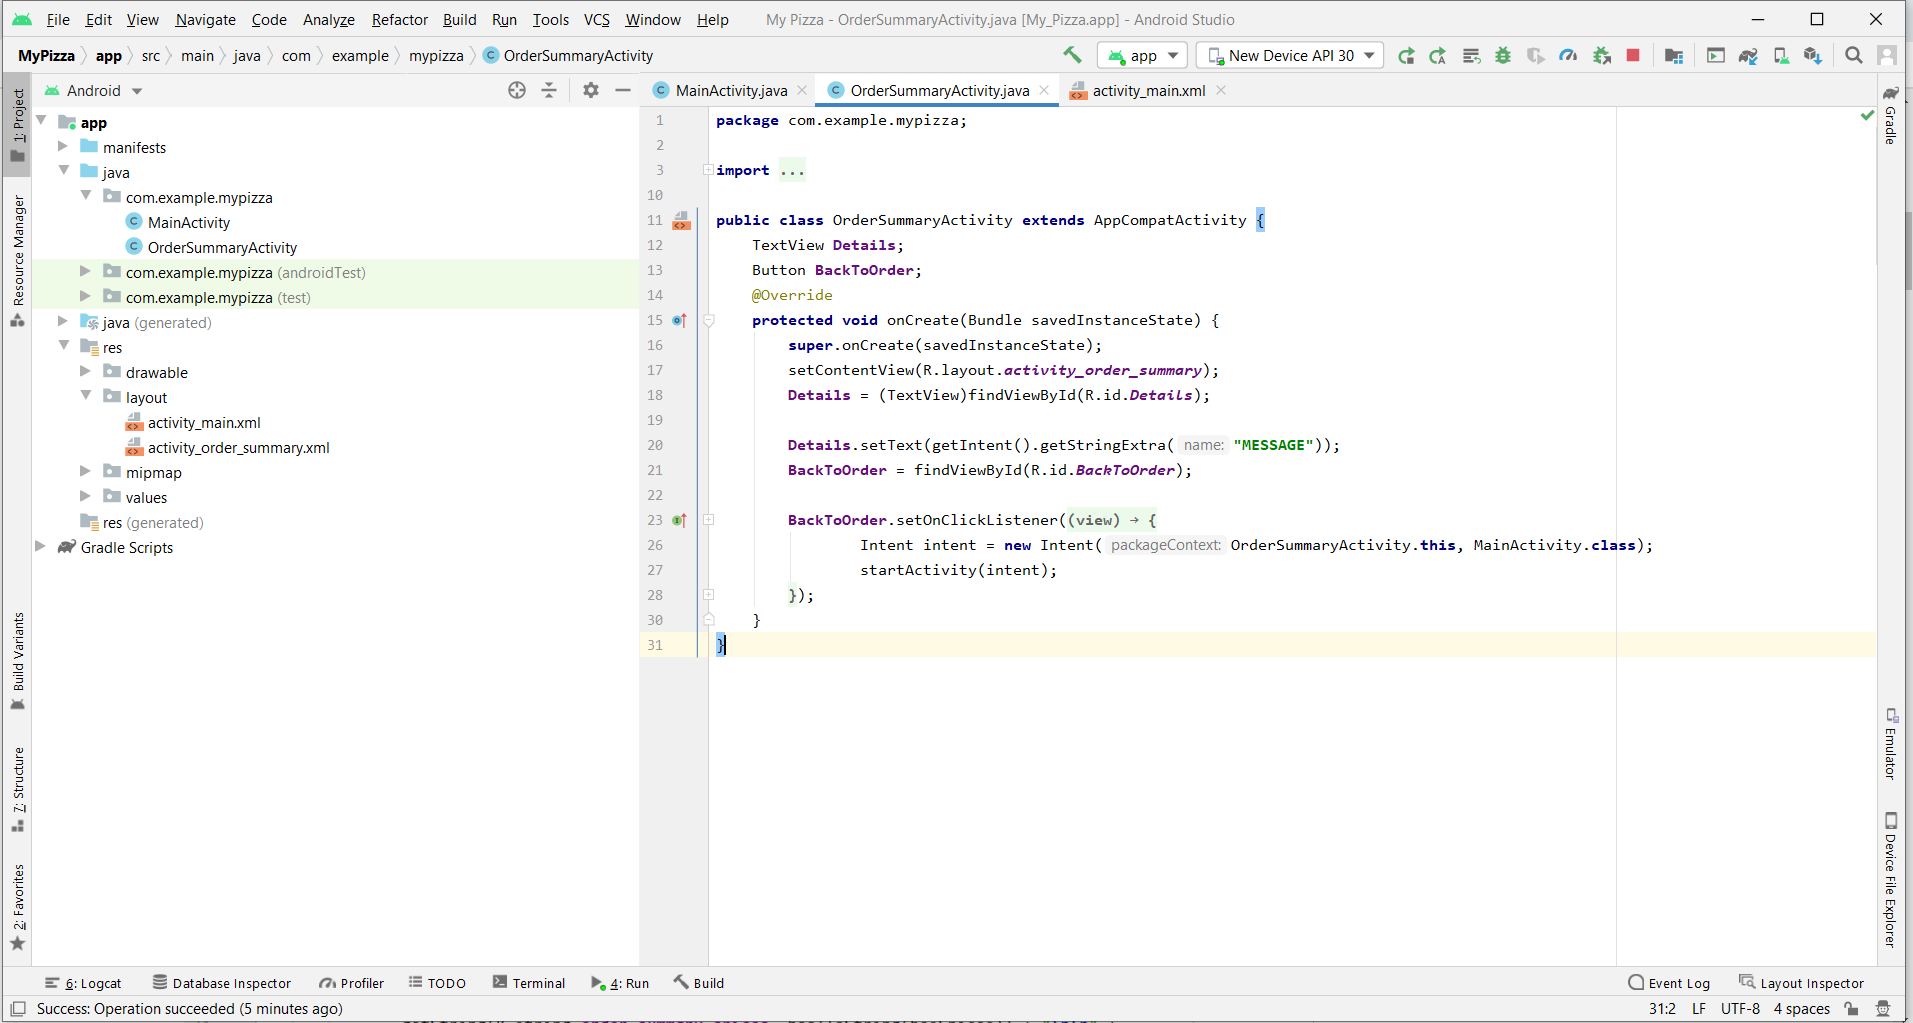 File Edit View Navigate Code Analyze Refactor Build Run Tools VCS Window Help My Pizza - OrderSummaryActivity.java [My_Pizza.app] - Android Studio
MyPizza app src main java com example mypizza OrderSummaryActivity app New Device API 30
Android
MainActivity.java OrderSummaryActivity.java activity_main.xml
1: Project
Resource Manager
Build Variants
7: Structure
2: Favorites
app
manifests
java
com.example.mypizza
MainActivity
OrderSummaryActivity
com.example.mypizza (androidTest)
com.example.mypizza (test)
java (generated)
res
drawable
layout
activity_main.xml
activity_order_summary.xml
mipmap
values
res (generated)
Gradle Scripts
1 package com.example.mypizza;
2
3 import ...
10
11 public class OrderSummaryActivity extends AppCompatActivity {
12 TextView Details;
13 Button BackToOrder;
14 @Override
15 protected void onCreate(Bundle savedInstanceState) {
16 super.onCreate(savedInstanceState);
17 setContentView(R.layout.activity_order_summary);
18 Details = (TextView)findViewById(R.id.Details);
19
20 Details.setText(getIntent().getStringExtra( name: "MESSAGE"));
21 BackToOrder = findViewById(R.id.BackToOrder);
22
23 BackToOrder.setOnClickListener((view) → {
26 Intent intent = new Intent( packageContext: OrderSummaryActivity.this, MainActivity.class);
27 startActivity(intent);
28 });
30 }
31 }
Gradle
Emulator
Device File Explorer
6: Logcat Database Inspector Profiler TODO Terminal 4: Run Build Event Log Layout Inspector
Success: Operation succeeded (5 minutes ago) 31:2 LF UTF-8 4 spaces